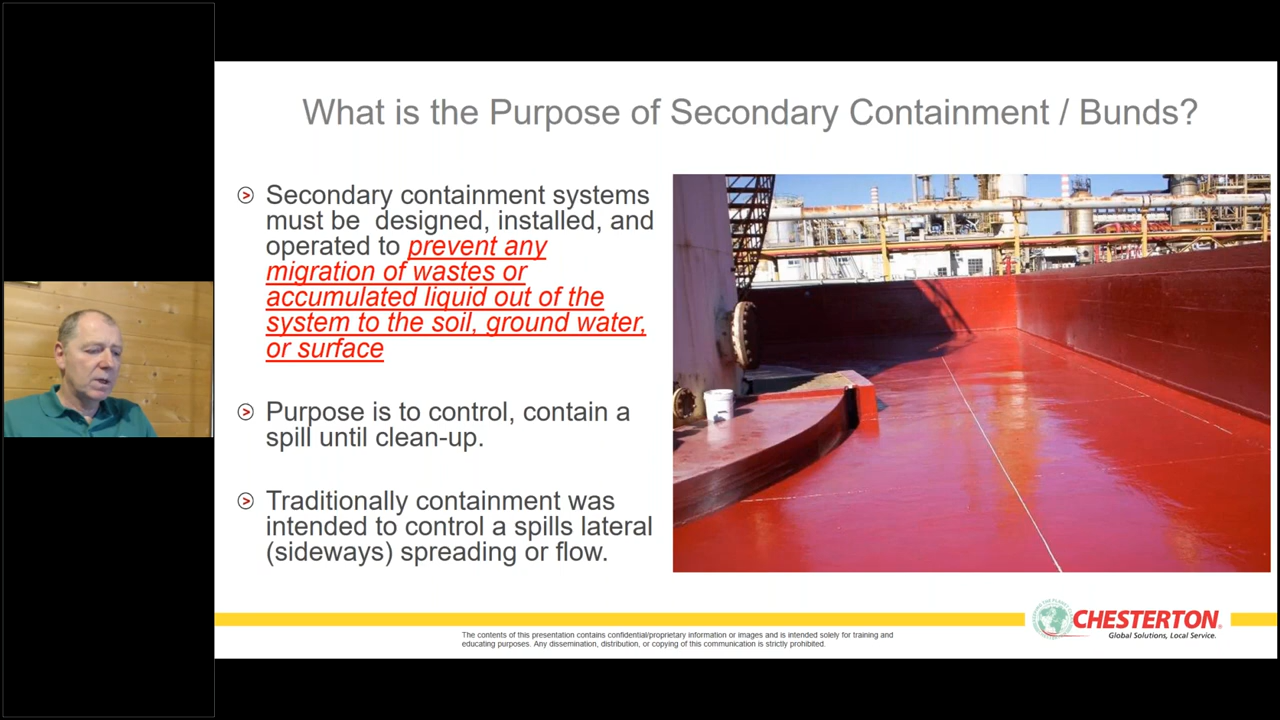 What is the Purpose of Secondary Containment / Bunds?
Secondary containment systems
must be designed, installed, and
operated to prevent any
migration of wastes or
accumulated liquid out of the
system to the soil, ground water,
or surface
Purpose is to control, contain a
spill until clean-up.
Traditionally containment was
intended to control a spills lateral
(sideways) spreading or flow.
CHESTERTON®
Global Solutions, Local Service.
The contents of this presentation contains confidential/proprietary information or images and is intended solely for training and
educating purposes. Any dissemination, distribution, or copying of this communication is strictly prohibited.